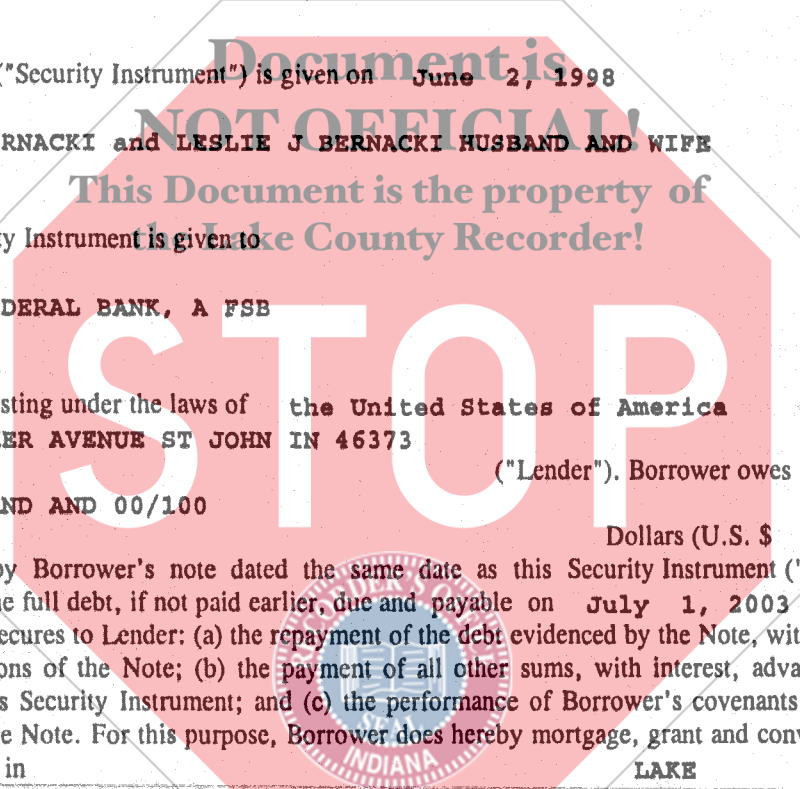 Document is
("Security Instrument") is given on June 2, 1998
NOT OFFICIAL!
RNACKI and LESLIE J BERNACKI HUSBAND AND WIFE
This Document is the property of
the Lake County Recorder!
ty Instrument is given to
DERAL BANK, A FSB
STOP
sting under the laws of the United States of America
ER AVENUE ST JOHN IN 46373
("Lender"). Borrower owes
ND AND 00/100
Dollars (U.S. $
by Borrower's note dated the same date as this Security Instrument ("
e full debt, if not paid earlier, due and payable on July 1, 2003
ecures to Lender: (a) the repayment of the debt evidenced by the Note, wit
ons of the Note; (b) the payment of all other sums, with interest, adva
s Security Instrument; and (c) the performance of Borrower's covenants
e Note. For this purpose, Borrower does hereby mortgage, grant and conv
in LAKE
SEAL
INDIANA